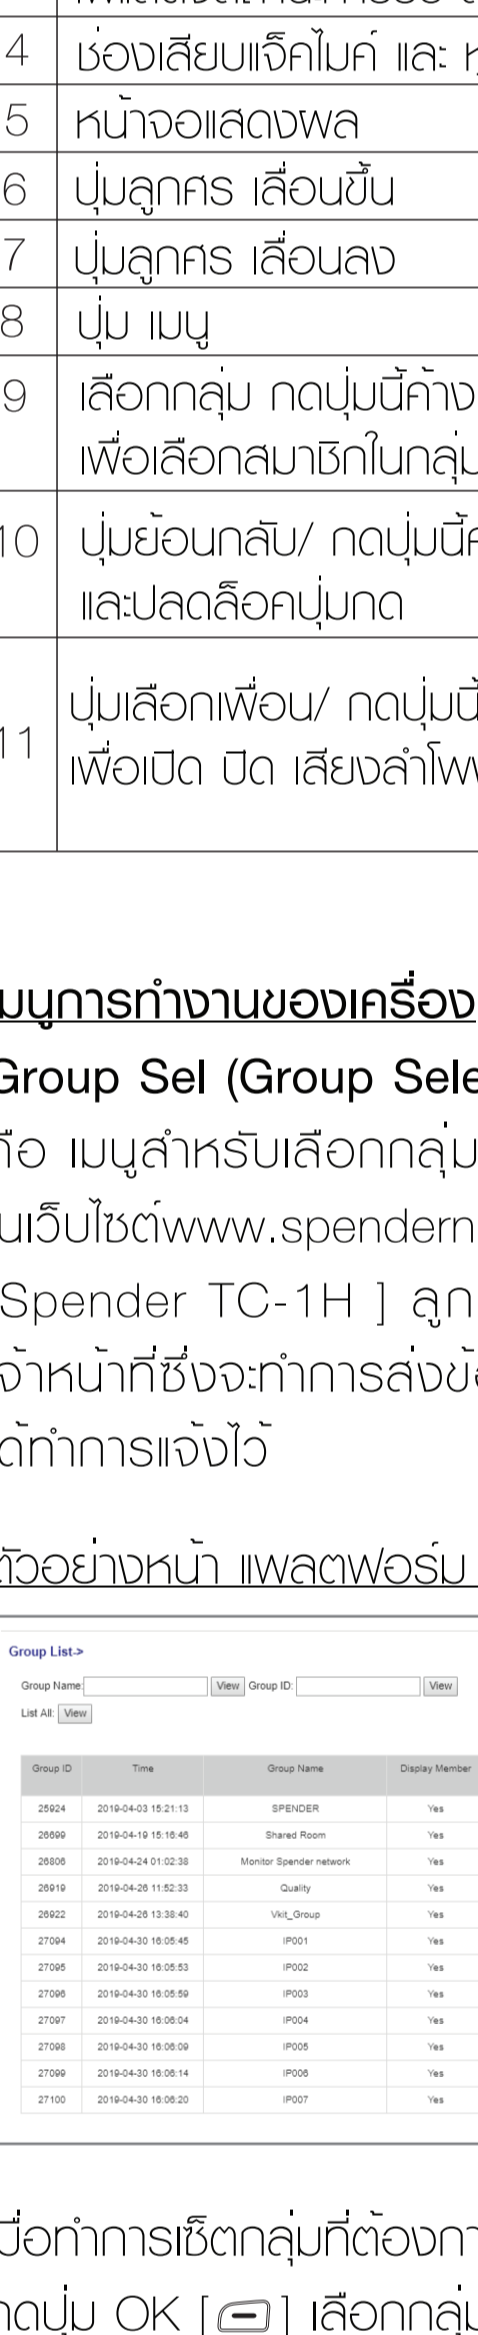 4 ช่องเสียบแจ็คไมค์ และ
5 หน้าจอแสดงผล
6 ปุ่มลูกศร เลื่อนขึ้น
7 ปุ่มลูกศร เลื่อนลง
8 ปุ่ม เมนู
9 เลือกกลุ่ม กดปุ่มนี้ค้าง
เพื่อเลือกสมาชิกในกลุ่ม
10 ปุ่มย้อนกลับ/ กดปุ่มนี้
และปลดล็อคปุ่มกด
11 ปุ่มเลือกเพื่อน/ กดปุ่มนี้
เพื่อเปิด ปิด เสียงลำโพ
มนูการทำงานของเครื่อง
Group Sel (Group Sele
คือ เมนูสำหรับเลือกกลุ่ม
นเว็บไซต์www.spendern
Spender TC-1H ] ลูก
จ้าหน้าที่ซึ่งจะทำการส่งข้อ
ด้ทำการแจ้งไว้
ตัวอย่างหน้า แพลตฟอร์ม
Group List->
Group Name: View Group ID: View
List All: View
Group ID Time Group Name Display Member
25924 2019-04-03 15:21:13 SPENDER Yes
26699 2019-04-19 15:16:46 Shared Room Yes
26806 2019-04-24 01:02:38 Monitor Spender network Yes
26919 2019-04-26 11:52:33 Quality Yes
26922 2019-04-26 13:38:40 Vkit_Group Yes
27094 2019-04-30 16:05:45 IP001 Yes
27095 2019-04-30 16:05:53 IP002 Yes
27096 2019-04-30 16:05:59 IP003 Yes
27097 2019-04-30 16:06:04 IP004 Yes
27098 2019-04-30 16:06:09 IP005 Yes
27099 2019-04-30 16:06:14 IP006 Yes
27100 2019-04-30 16:06:20 IP007 Yes
มื่อทำการเซ็ตกลุ่มที่ต้องกา
กดปุ่ม OK [ ] เลือกกลุ่ม